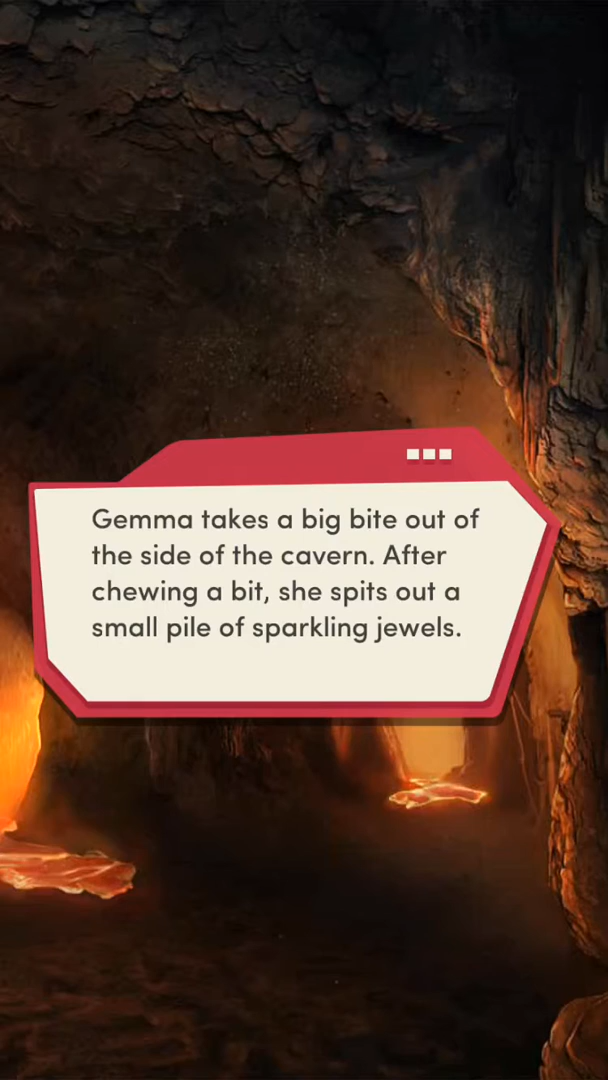 Gemma takes a big bite out of
the side of the cavern. After
chewing a bit, she spits out a
small pile of sparkling jewels.